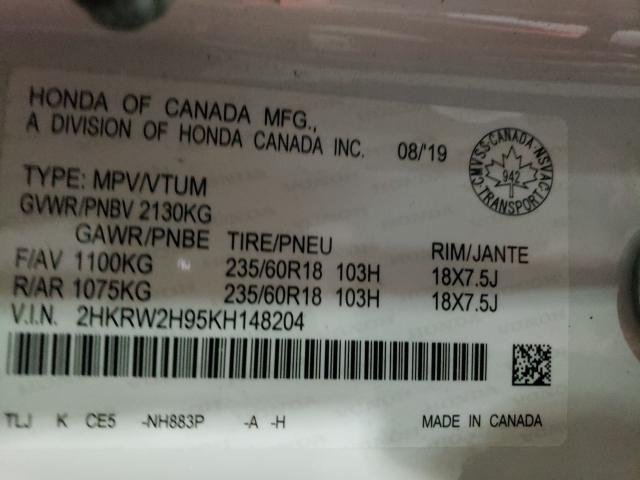 HONDA OF CANADA MFG.,
A DIVISION OF HONDA CANADA INC. 08/'19
CMVSS·CANADA·NSVAC
942
TRANSPORT
TYPE: MPV/VTUM
GVWR/PNBV 2130KG
GAWR/PNBE TIRE/PNEU RIM/JANTE
F/AV 1100KG 235/60R18 103H 18X7.5J
R/AR 1075KG 235/60R18 103H 18X7.5J
V.I.N. 2HKRW2H95KH148204
TLJ K CE5 -NH883P -A -H MADE IN CANADA